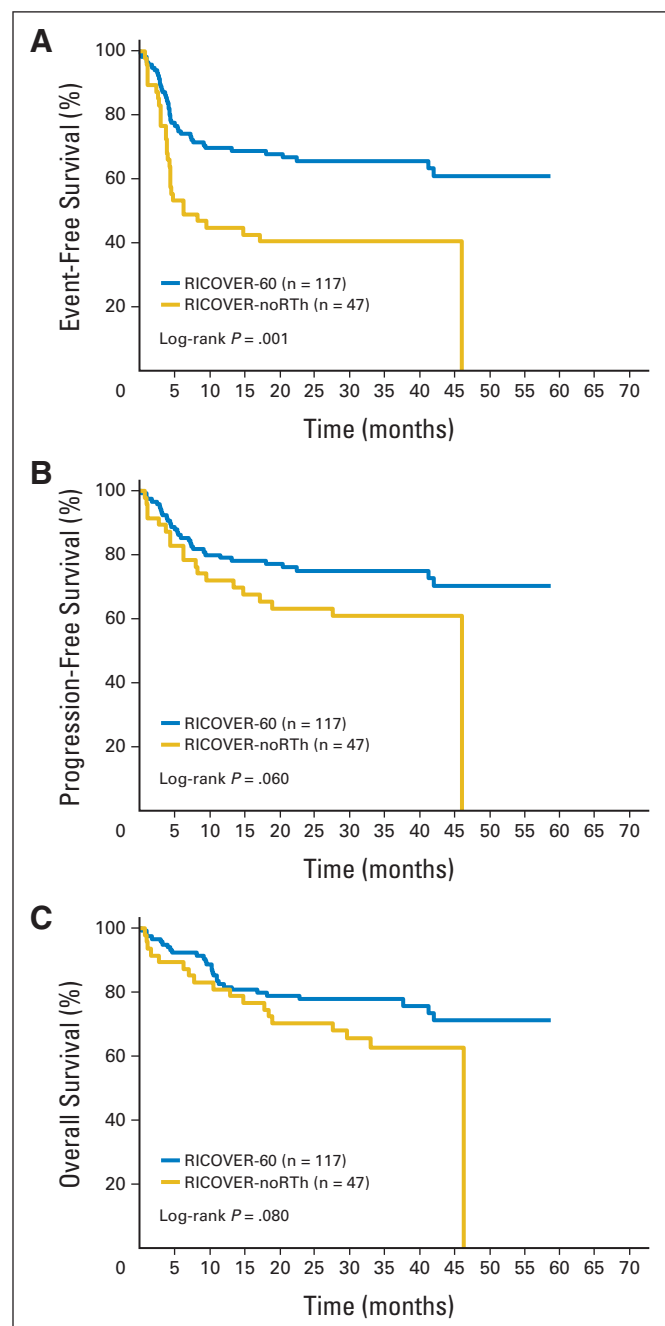 A
Event-Free Survival (%)
100
80
60
40
20
0
RICOVER-60 (n = 117)
RICOVER-noRTh (n = 47)
Log-rank P = .001
5 10 15 20 25 30 35 40 45 50 55 60 65 70
Time (months)
B
Progression-Free Survival (%)
100
80
60
40
20
0
RICOVER-60 (n = 117)
RICOVER-noRTh (n = 47)
Log-rank P = .060
5 10 15 20 25 30 35 40 45 50 55 60 65 70
Time (months)
C
Overall Survival (%)
100
80
60
40
20
0
RICOVER-60 (n = 117)
RICOVER-noRTh (n = 47)
Log-rank P = .080
5 10 15 20 25 30 35 40 45 50 55 60 65 70
Time (months)